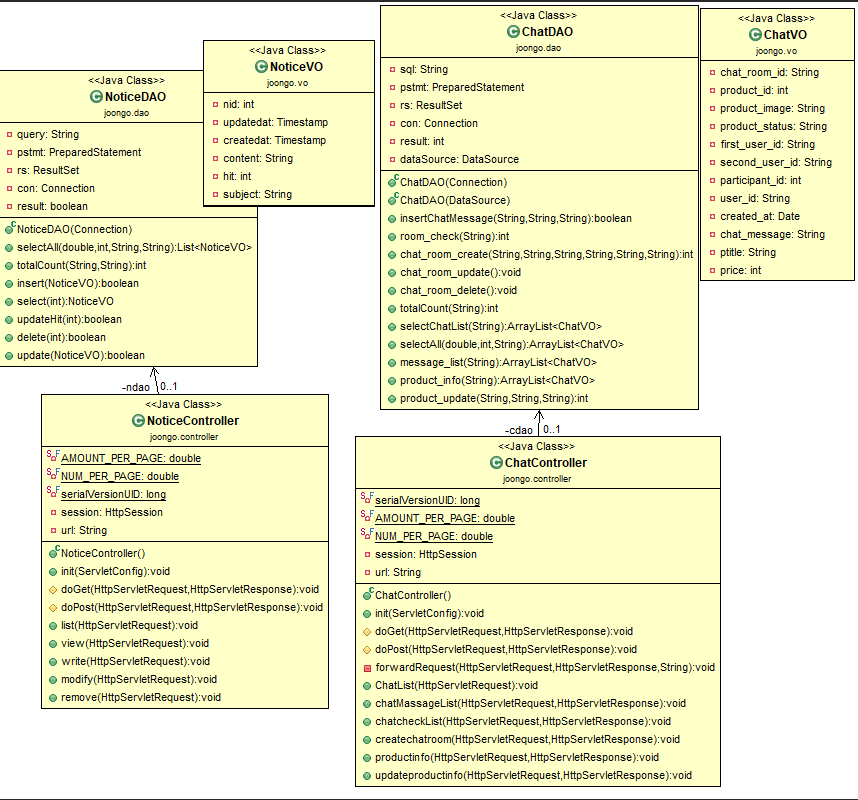 <<Java Class>>
NoticeDAO
joongo.dao
query: String
pstmt: PreparedStatement
rs: ResultSet
con: Connection
result: boolean
NoticeDAO(Connection)
selectAll(double,int,String,String):List<NoticeVO>
totalCount(String,String):int
insert(NoticeVO):boolean
select(int):NoticeVO
updateHit(int):boolean
delete(int):boolean
update(NoticeVO):boolean
<<Java Class>>
NoticeVO
joongo.vo
nid: int
updatedat: Timestamp
createdat: Timestamp
content: String
hit: int
subject: String
<<Java Class>>
ChatDAO
joongo.dao
sql: String
pstmt: PreparedStatement
rs: ResultSet
con: Connection
result: int
dataSource: DataSource
ChatDAO(Connection)
ChatDAO(DataSource)
insertChatMessage(String,String,String):boolean
room_check(String):int
chat_room_create(String,String,String,String,String,String):int
chat_room_update():void
chat_room_delete():void
totalCount(String):int
selectChatList(String):ArrayList<ChatVO>
selectAll(double,int,String):ArrayList<ChatVO>
message_list(String):ArrayList<ChatVO>
product_info(String):ArrayList<ChatVO>
product_update(String,String,String):int
<<Java Class>>
ChatVO
joongo.vo
chat_room_id: String
product_id: int
product_image: String
product_status: String
first_user_id: String
second_user_id: String
participant_id: int
user_id: String
created_at: Date
chat_message: String
ptitle: String
price: int
-ndao 0..1
<<Java Class>>
NoticeController
joongo.controller
AMOUNT_PER_PAGE: double
NUM_PER_PAGE: double
serialVersionUID: long
session: HttpSession
url: String
NoticeController()
init(ServletConfig):void
doGet(HttpServletRequest,HttpServletResponse):void
doPost(HttpServletRequest,HttpServletResponse):void
list(HttpServletRequest):void
view(HttpServletRequest):void
write(HttpServletRequest):void
modify(HttpServletRequest):void
remove(HttpServletRequest):void
-cdao 0..1
<<Java Class>>
ChatController
joongo.controller
serialVersionUID: long
AMOUNT_PER_PAGE: double
NUM_PER_PAGE: double
session: HttpSession
url: String
ChatController()
init(ServletConfig):void
doGet(HttpServletRequest,HttpServletResponse):void
doPost(HttpServletRequest,HttpServletResponse):void
forwardRequest(HttpServletRequest,HttpServletResponse,String):void
ChatList(HttpServletRequest):void
chatMassageList(HttpServletRequest,HttpServletResponse):void
chatcheckList(HttpServletRequest,HttpServletResponse):void
createchatroom(HttpServletRequest,HttpServletResponse):void
productinfo(HttpServletRequest,HttpServletResponse):void
updateproductinfo(HttpServletRequest,HttpServletResponse):void